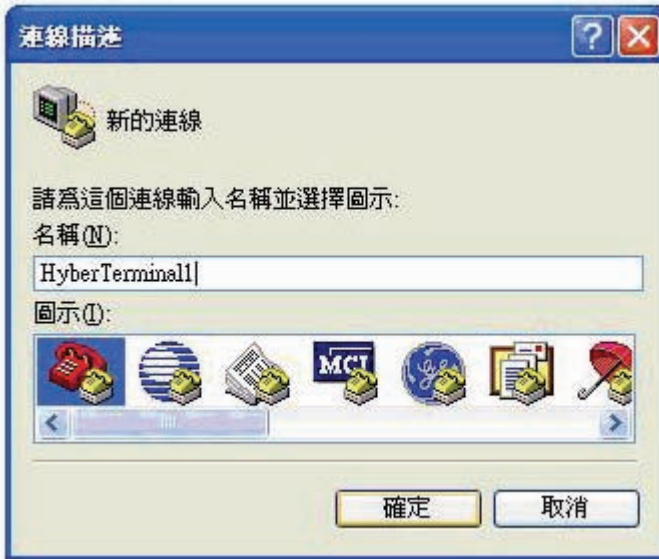 連線描述
新的連線
請為這個連線輸入名稱並選擇圖示:
名稱(N):
HyberTerminal1
圖示(I):
MCI
確定
取消